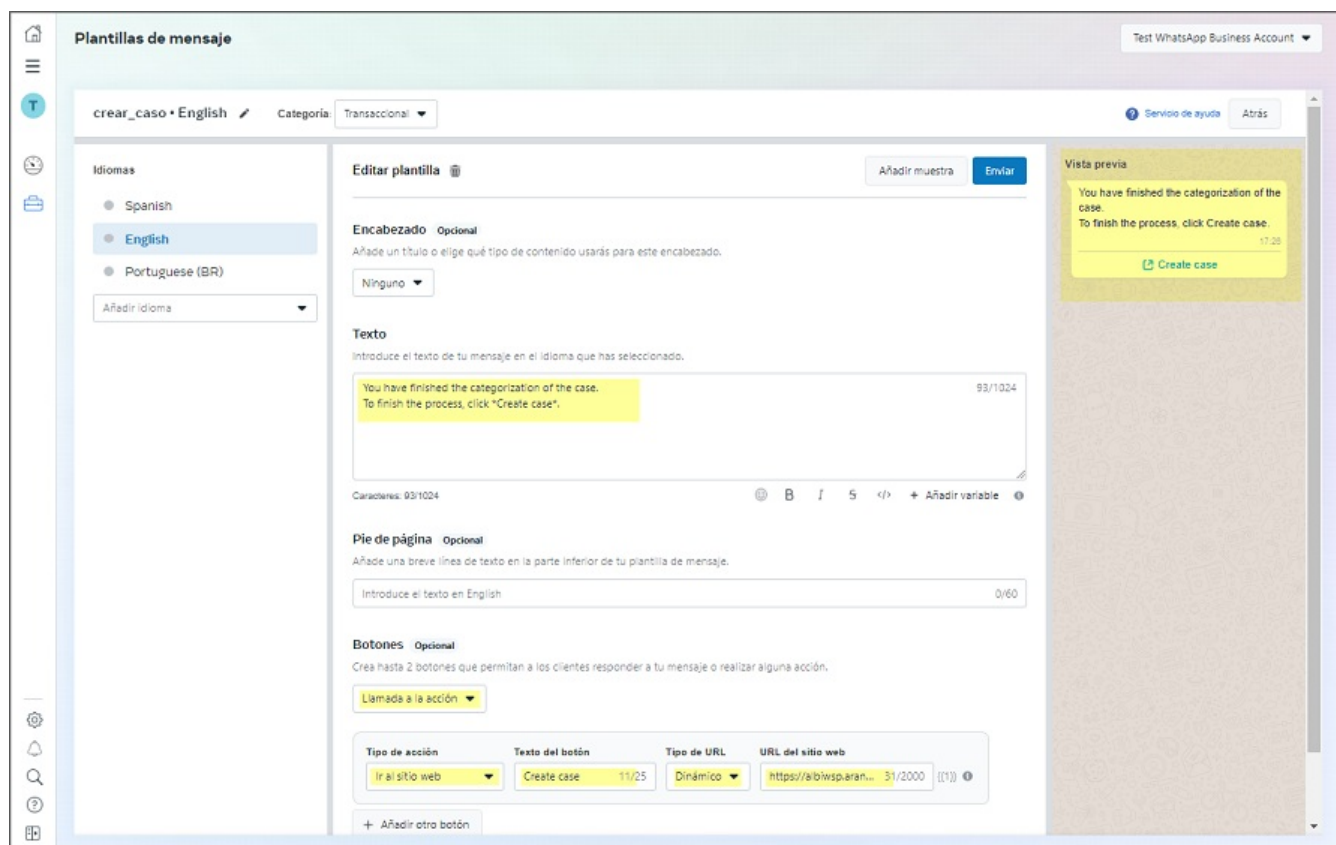 Plantillas de mensaje
Test WhatsApp Business Account
T
crear_caso • English
Categoría: Transaccional
Servicio de ayuda
Atrás
Idiomas
Spanish
English
Portuguese (BR)
Añadir idioma
Editar plantilla
Añadir muestra
Enviar
Encabezado Opcional
Añade un título o elige qué tipo de contenido usarás para este encabezado.
Ninguno
Texto
Introduce el texto de tu mensaje en el idioma que has seleccionado.
You have finished the categorization of the case.
93/1024
To finish the process, click *Create case*.
Caracteres: 93/1024
B I S </> + Añadir variable
Pie de página Opcional
Añade una breve línea de texto en la parte inferior de tu plantilla de mensaje.
Introduce el texto en English
0/60
Botones Opcional
Crea hasta 2 botones que permitan a los clientes responder a tu mensaje o realizar alguna acción.
Llamada a la acción
Tipo de acción Texto del botón Tipo de URL URL del sitio web
Ir al sitio web Create case 11/25 Dinámico https://albiwsp.aran... 31/2000 {{1}}
+ Añadir otro botón
Vista previa
You have finished the categorization of the
case.
To finish the process, click Create case.
17:26
Create case